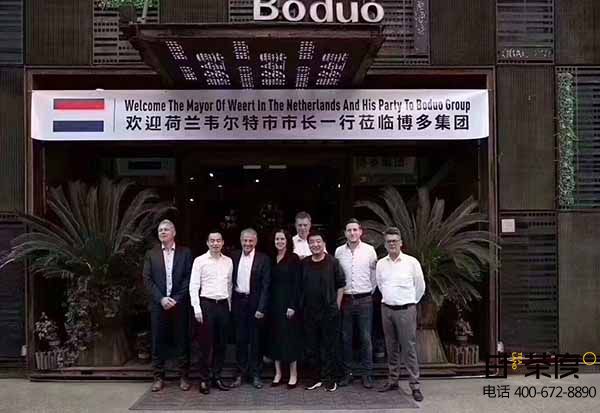 Boduo
Welcome The Mayor Of Weert In The Netherlands And His Party To Boduo Group
欢迎荷兰韦尔特市市长一行莅临博多集团
电话 400-672-8890